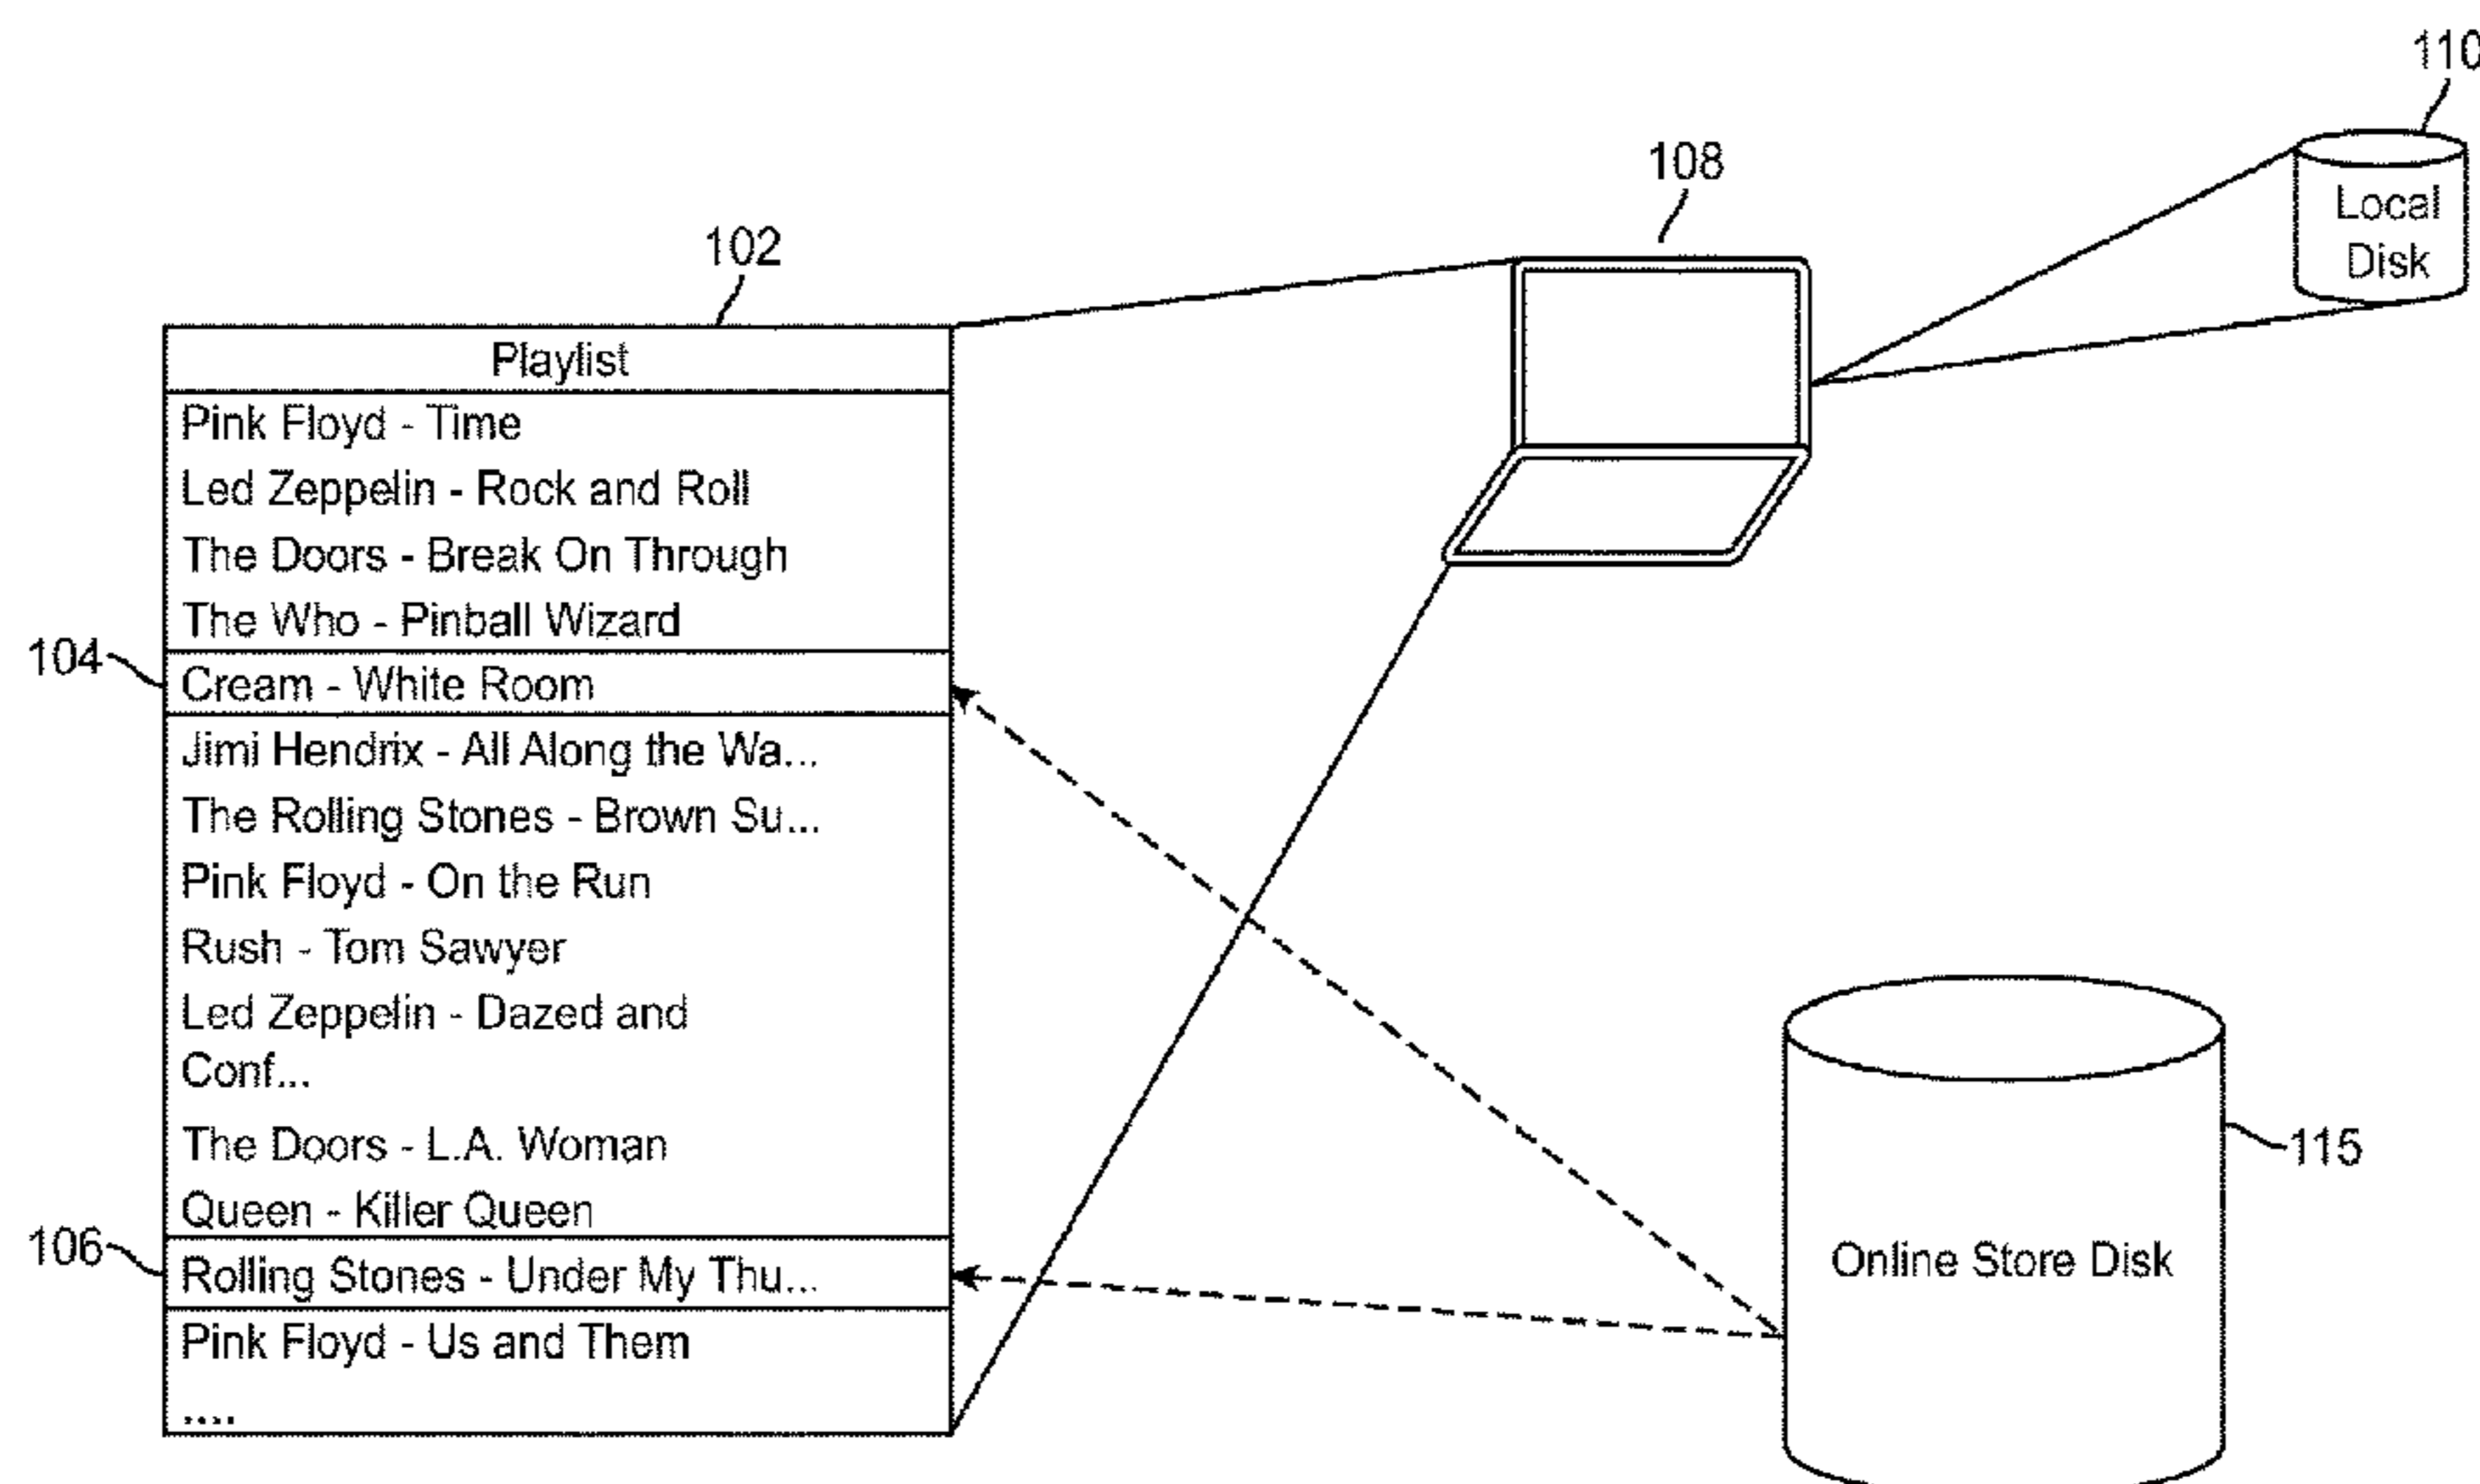 110
108
Local
Disk
102
Playlist
Pink Floyd - Time
Led Zeppelin - Rock and Roll
The Doors - Break On Through
The Who - Pinball Wizard
104
Cream - White Room
Jimi Hendrix - All Along the Wa...
The Rolling Stones - Brown Su...
Pink Floyd - On the Run
Rush - Tom Sawyer
Led Zeppelin - Dazed and
Conf...
The Doors - L.A. Woman
Queen - Killer Queen
106
Rolling Stones - Under My Thu...
Pink Floyd - Us and Them
....
115
Online Store Disk